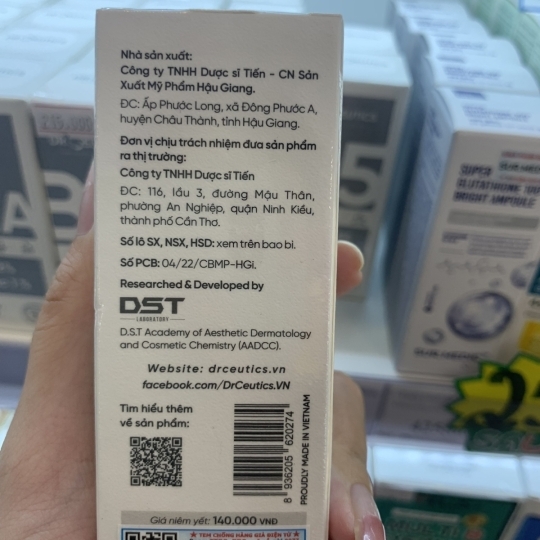 Nhà sản xuất:
Công ty TNHH Dược sĩ Tiến - CN Sản
Xuất Mỹ Phẩm Hậu Giang.
ĐC: Ấp Phước Long, xã Đông Phước A,
huyện Châu Thành, tỉnh Hậu Giang.
Đơn vị chịu trách nhiệm đưa sản phẩm
ra thị trường:
Công ty TNHH Dược sĩ Tiến
ĐC: 116, lầu 3, đường Mậu Thân,
phường An Nghiệp, quận Ninh Kiều,
thành phố Cần Thơ.
Số lô SX, NSX, HSD: xem trên bao bì.
Số PCB: 04/22/CBMP-HGi.
Researched & Developed by
DST
LABORATORY
D.S.T Academy of Aesthetic Dermatology
and Cosmetic Chemistry (AADCC).
Website: drceutics.vn
facebook.com/DrCeutics.VN
Tìm hiểu thêm
về sản phẩm:
8 936205 620274
PROUDLY MADE IN VIETNAM
Giá niêm yết: 140.000 VNĐ
TEM CHỐNG HÀNG GIẢ ĐIỆN TỬ
SUPER
GLUTATHIONE
BRIGHT AMPOULE